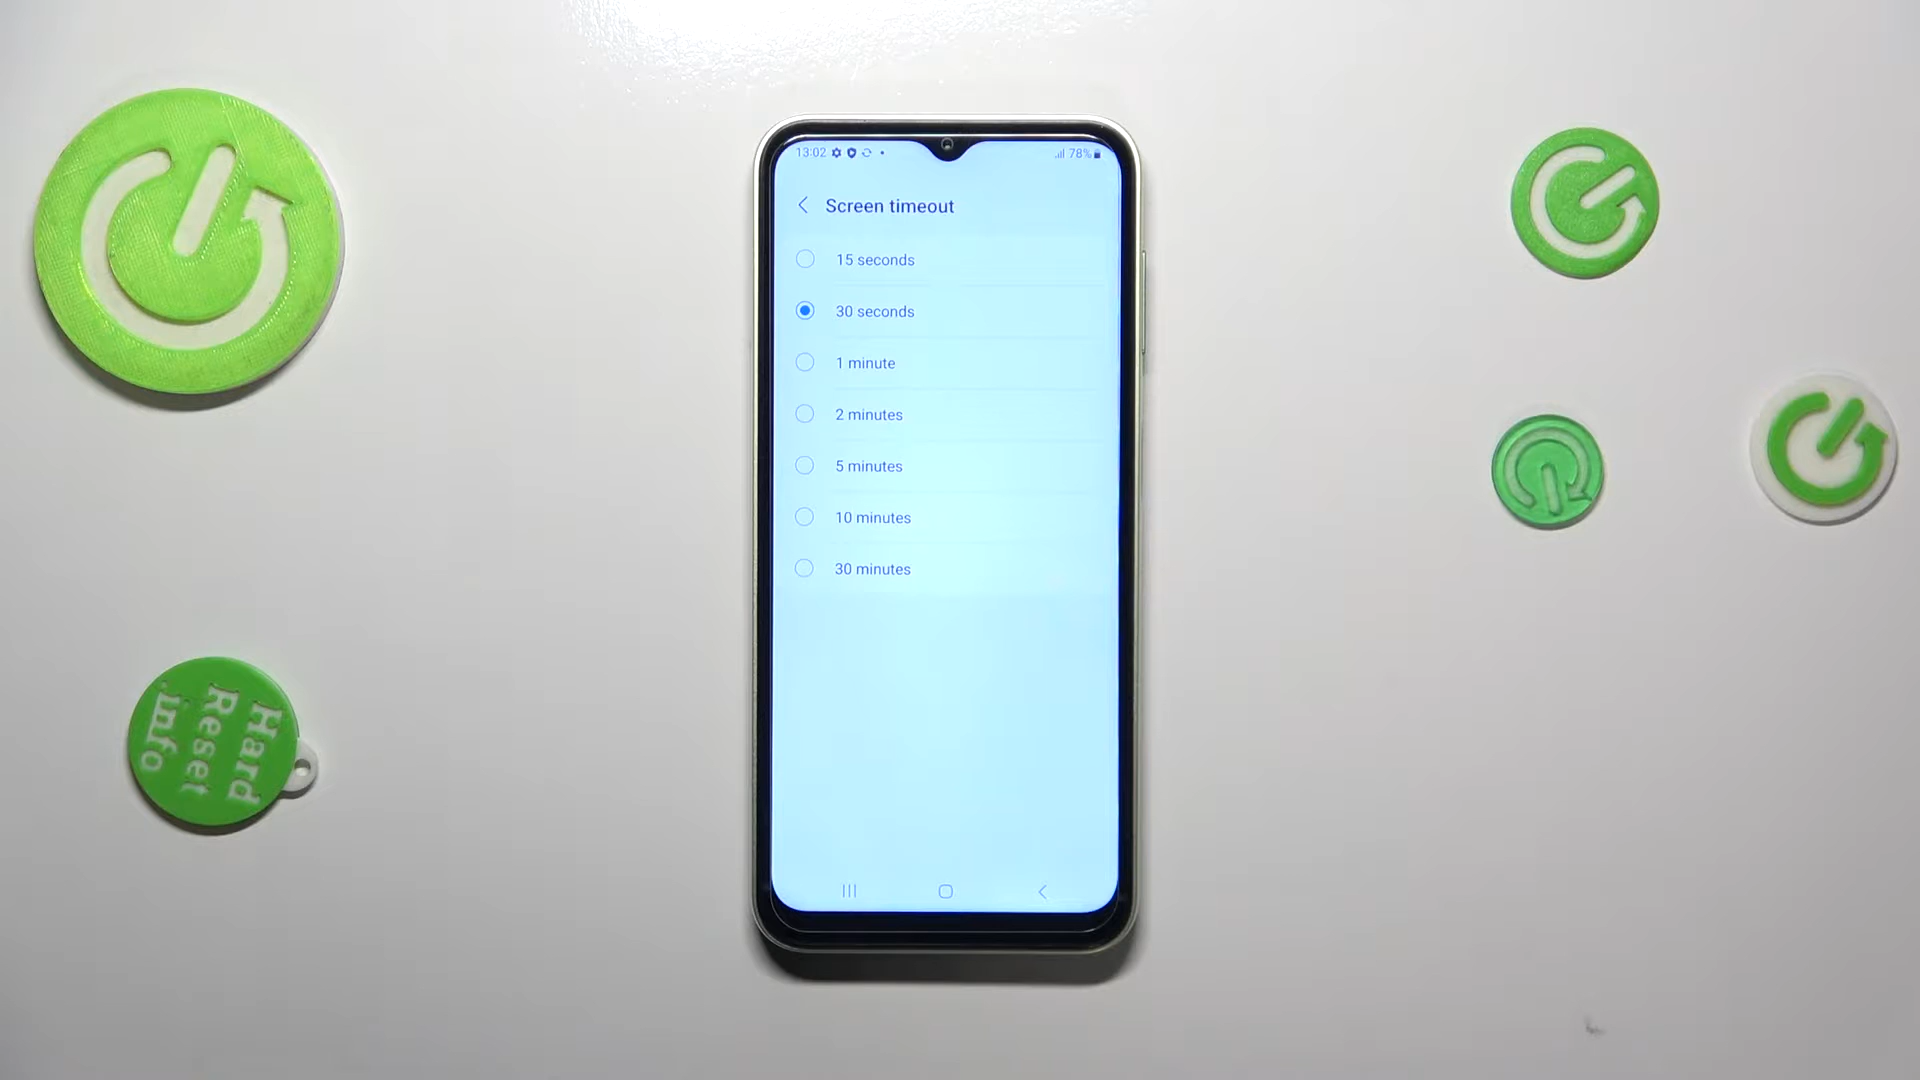 13:02
78%
Screen timeout
15 seconds
30 seconds
1 minute
2 minutes
5 minutes
10 minutes
30 minutes
Hard
Reset
info